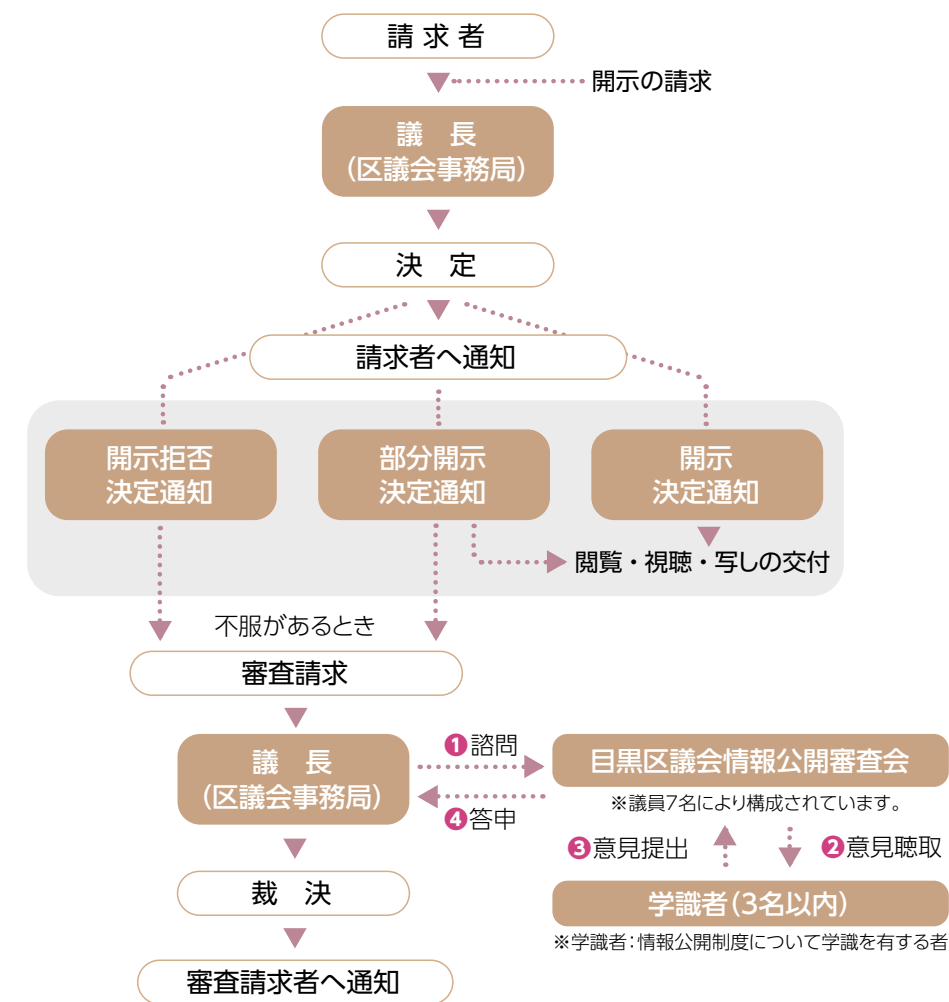 請求者
開示の請求
議 長
(区議会事務局)
決 定
請求者へ通知
開示拒否
決定通知
部分開示
決定通知
開示
決定通知
閲覧・視聴・写しの交付
不服があるとき
審査請求
議 長
(区議会事務局)
❶諮問
❹答申
目黒区議会情報公開審査会
※議員7名により構成されています。
❸意見提出
❷意見聴取
学識者(3名以内)
※学識者:情報公開制度について学識を有する者
裁 決
審査請求者へ通知